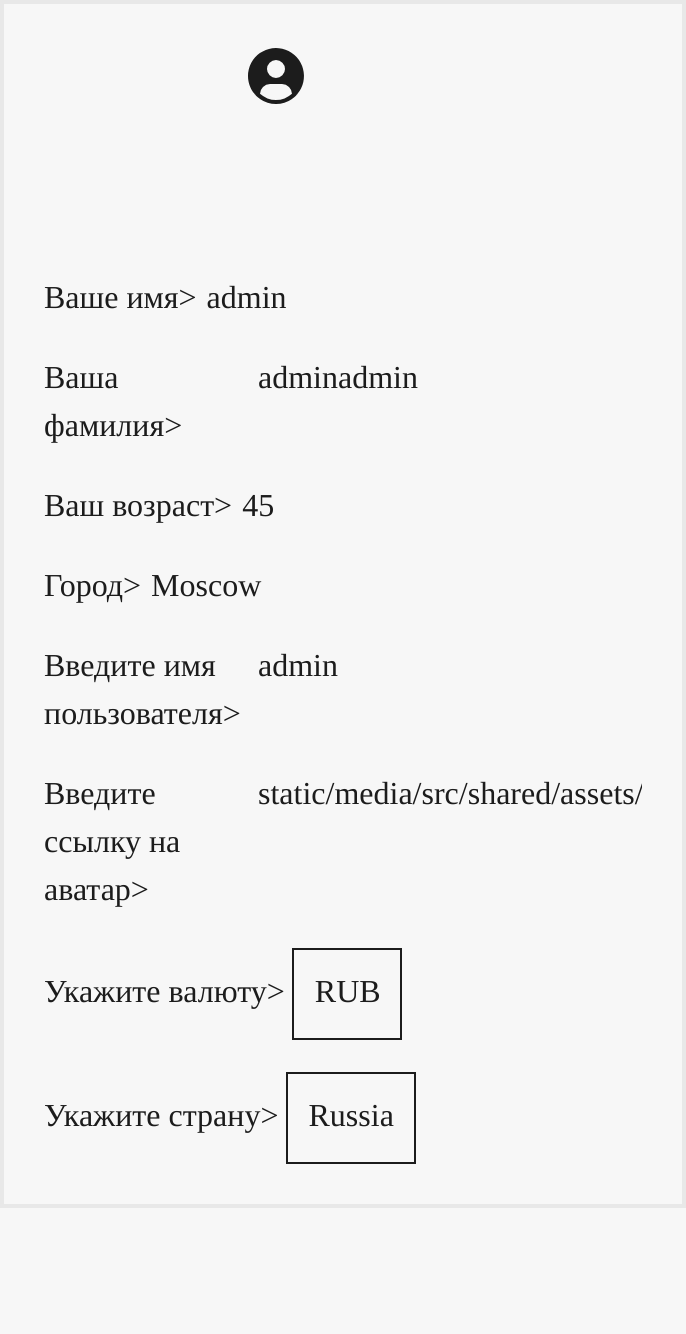 Ваше имя> admin
Ваша adminadmin
фамилия>
Ваш возраст> 45
Город> Moscow
Введите имя admin
пользователя>
Введите static/media/src/shared/assets/
ссылку на
аватар>
Укажите валюту> RUB
Укажите страну> Russia